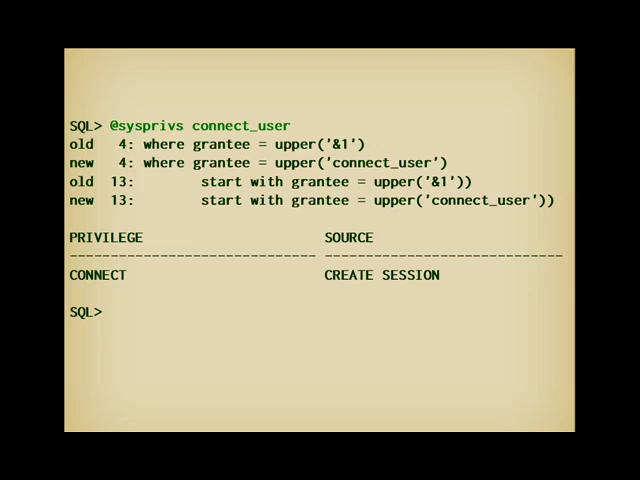 SQL> @sysprivs connect_user
old   4: where grantee = upper('&1')
new   4: where grantee = upper('connect_user')
old  13:        start with grantee = upper('&1'))
new  13:        start with grantee = upper('connect_user'))
PRIVILEGE                      SOURCE
------------------------------ -----------------------------
CONNECT                        CREATE SESSION
SQL>